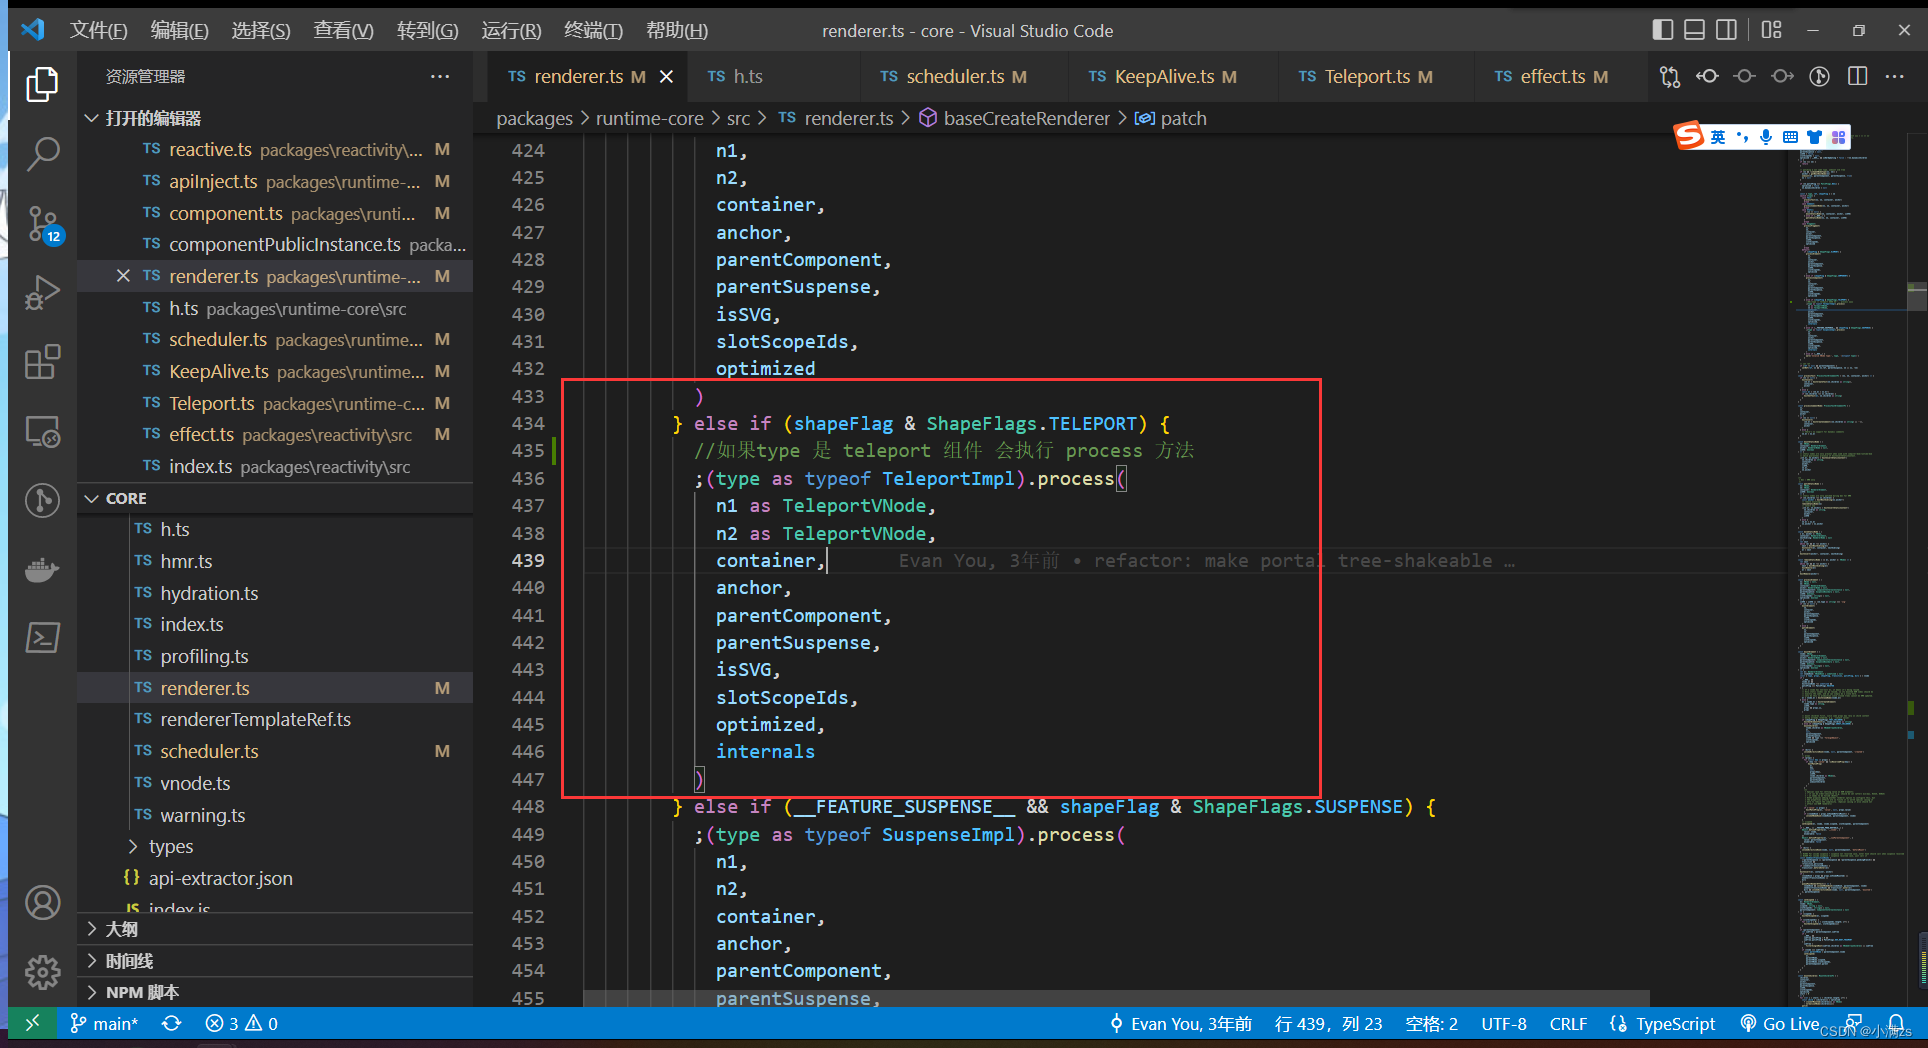 文件(F) 编辑(E) 选择(S) 查看(V) 转到(G) 运行(R) 终端(T) 帮助(H) renderer.ts - core - Visual Studio Code
资源管理器 ···
TS renderer.ts M TS h.ts TS scheduler.ts M TS KeepAlive.ts M TS Teleport.ts M TS effect.ts M
打开的编辑器
packages > runtime-core > src > TS renderer.ts > baseCreateRenderer > patch
英
TS reactive.ts packages\reactivity\... M
TS apiInject.ts packages\runtime-... M
TS component.ts packages\runti... M
TS componentPublicInstance.ts packa...
TS renderer.ts packages\runtime-... M
TS h.ts packages\runtime-core\src
TS scheduler.ts packages\runtime... M
TS KeepAlive.ts packages\runtime... M
TS Teleport.ts packages\runtime-c... M
TS effect.ts packages\reactivity\src M
TS index.ts packages\reactivity\src
12
CORE
TS h.ts
TS hmr.ts
TS hydration.ts
TS index.ts
TS profiling.ts
TS renderer.ts M
TS rendererTemplateRef.ts
TS scheduler.ts M
TS vnode.ts
TS warning.ts
types
{} api-extractor.json
JS index.js
大纲
时间线
NPM 脚本
424 n1,
425 n2,
426 container,
427 anchor,
428 parentComponent,
429 parentSuspense,
430 isSVG,
431 slotScopeIds,
432 optimized
433 )
434 } else if (shapeFlag & ShapeFlags.TELEPORT) {
435 //如果type 是 teleport 组件 会执行 process 方法
436 ;(type as typeof TeleportImpl).process(
437 n1 as TeleportVNode,
438 n2 as TeleportVNode,
439 container, Evan You, 3年前 • refactor: make portal tree-shakeable …
440 anchor,
441 parentComponent,
442 parentSuspense,
443 isSVG,
444 slotScopeIds,
445 optimized,
446 internals
447 )
448 } else if (__FEATURE_SUSPENSE__ && shapeFlag & ShapeFlags.SUSPENSE) {
449 ;(type as typeof SuspenseImpl).process(
450 n1,
451 n2,
452 container,
453 anchor,
454 parentComponent,
455 parentSuspense,
main* 3 0 Evan You, 3年前 行 439，列 23 空格: 2 UTF-8 CRLF {} TypeScript Go Live
CSDN @小满zs